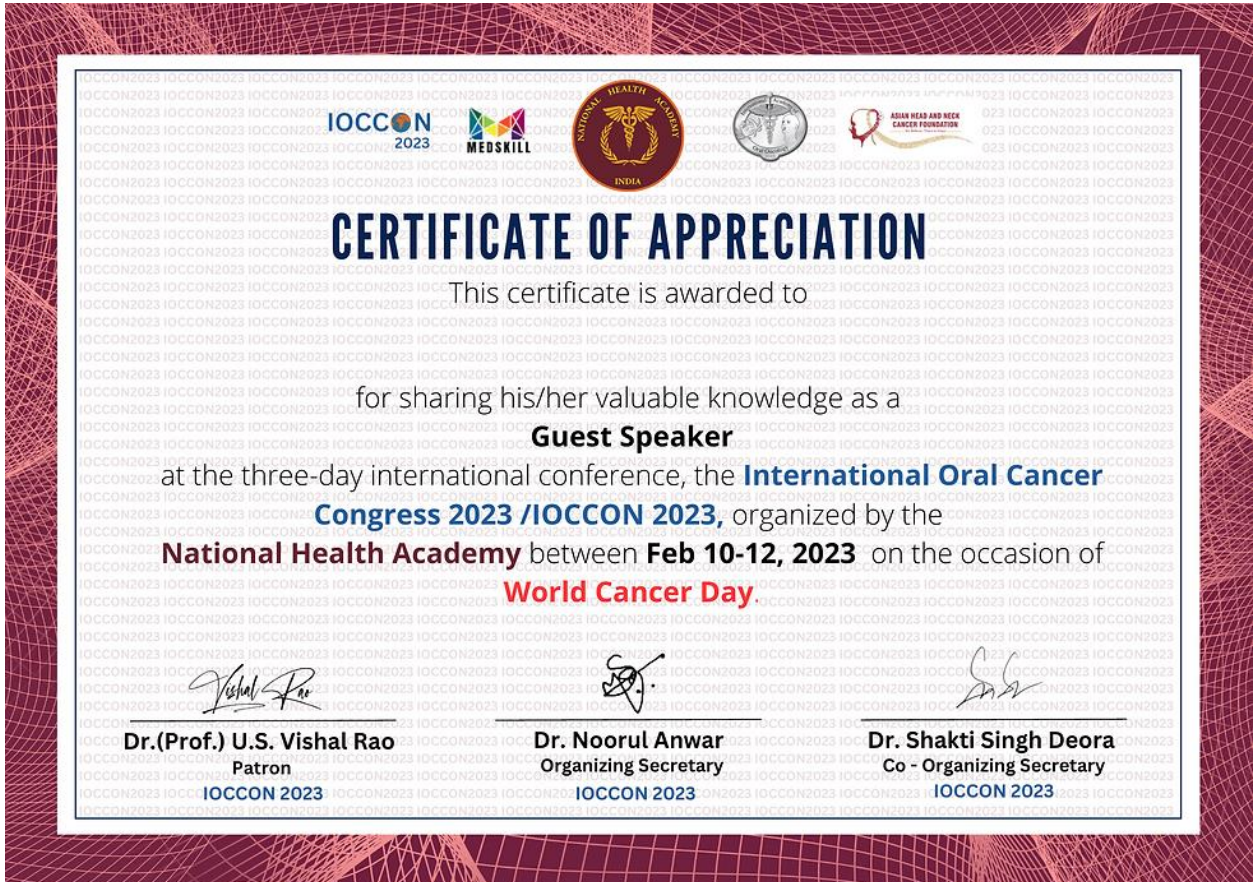 IOCCON
2023
MEDSKILL
NATIONAL HEALTH ACADEMY
INDIA
Oral Oncology
ASIAN HEAD AND NECK
CANCER FOUNDATION
CERTIFICATE OF APPRECIATION
This certificate is awarded to
for sharing his/her valuable knowledge as a
Guest Speaker
at the three-day international conference, the International Oral Cancer
Congress 2023 /IOCCON 2023, organized by the
National Health Academy between Feb 10-12, 2023 on the occasion of
World Cancer Day.
Vishal Rao
Dr.(Prof.) U.S. Vishal Rao
Patron
IOCCON 2023
Dr. Noorul Anwar
Organizing Secretary
IOCCON 2023
Dr. Shakti Singh Deora
Co - Organizing Secretary
IOCCON 2023